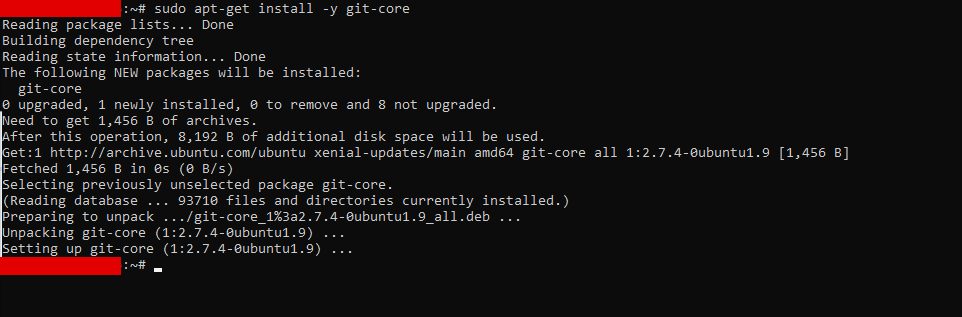 :~# sudo apt-get install -y git-core
Reading package lists... Done
Building dependency tree
Reading state information... Done
The following NEW packages will be installed:
  git-core
0 upgraded, 1 newly installed, 0 to remove and 8 not upgraded.
Need to get 1,456 B of archives.
After this operation, 8,192 B of additional disk space will be used.
Get:1 http://archive.ubuntu.com/ubuntu xenial-updates/main amd64 git-core all 1:2.7.4-0ubuntu1.9 [1,456 B]
Fetched 1,456 B in 0s (0 B/s)
Selecting previously unselected package git-core.
(Reading database ... 93710 files and directories currently installed.)
Preparing to unpack .../git-core_1%3a2.7.4-0ubuntu1.9_all.deb ...
Unpacking git-core (1:2.7.4-0ubuntu1.9) ...
Setting up git-core (1:2.7.4-0ubuntu1.9) ...
:~#